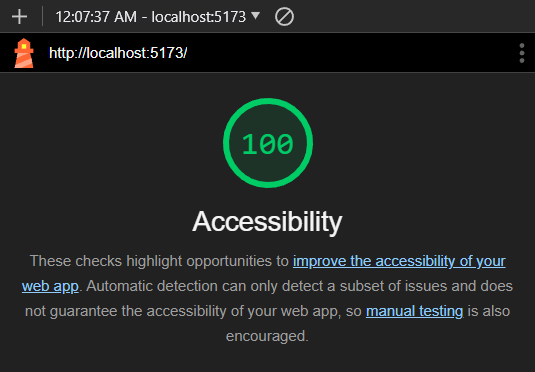 12:07:37 AM - localhost:5173
http://localhost:5173/
100
Accessibility
These checks highlight opportunities to improve the accessibility of your
web app. Automatic detection can only detect a subset of issues and does
not guarantee the accessibility of your web app, so manual testing is also
encouraged.